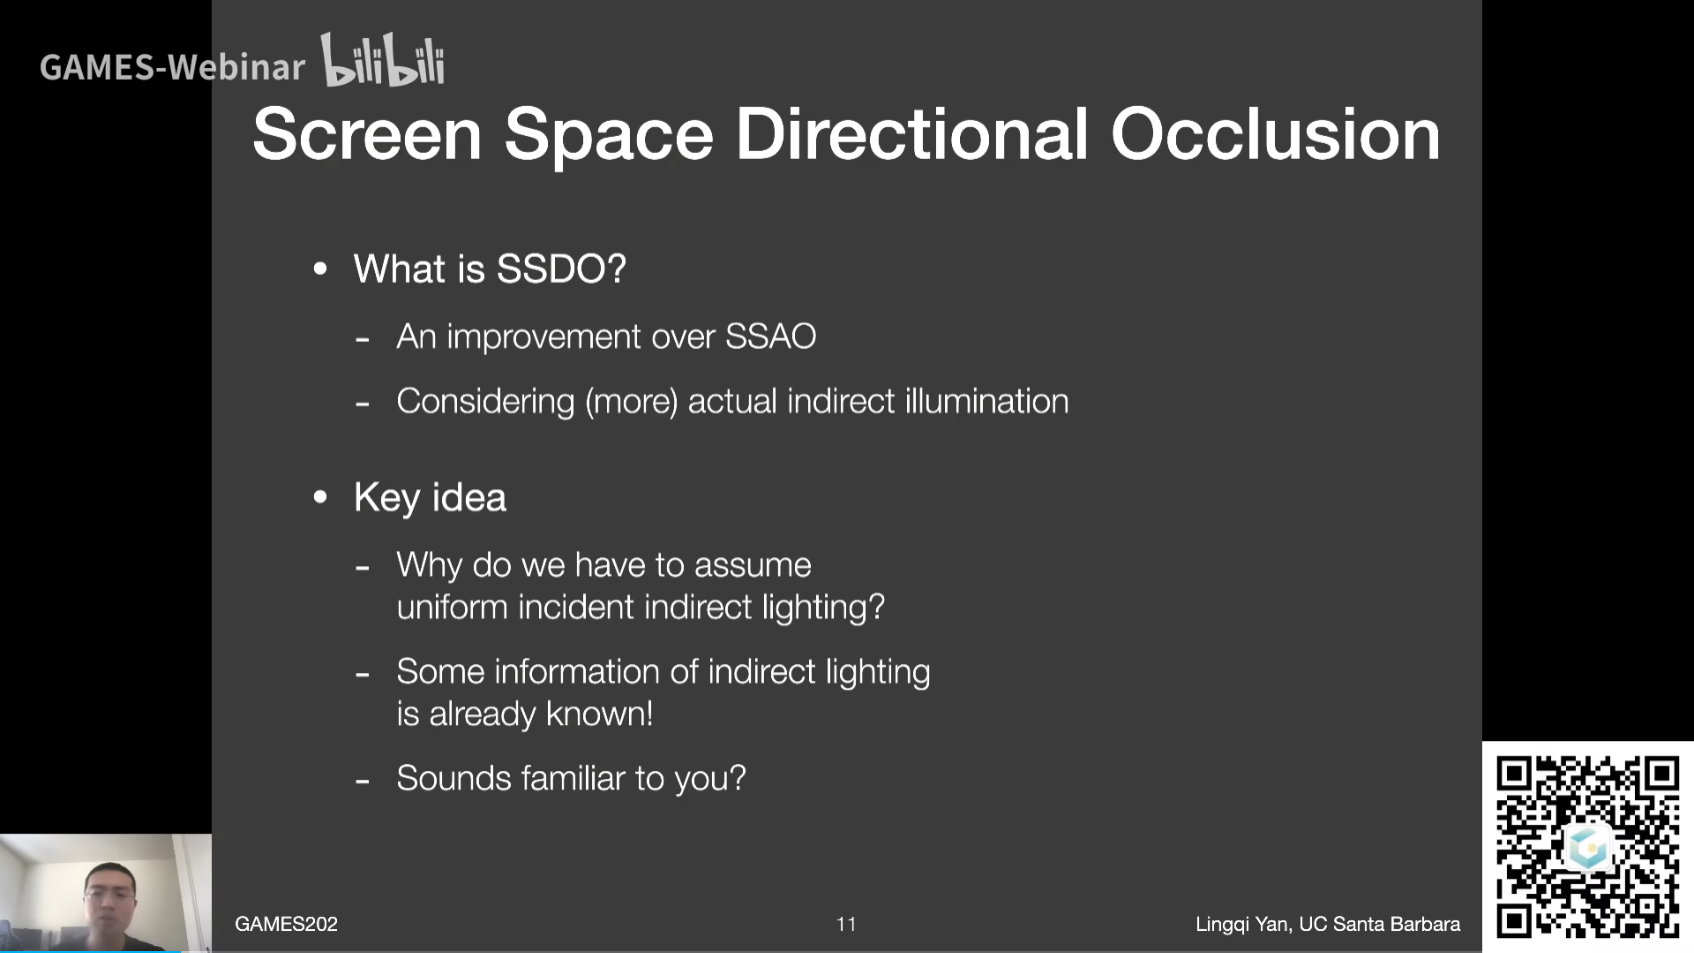 GAMES-Webinar bilibili
Screen Space Directional Occlusion
• What is SSDO?
- An improvement over SSAO
- Considering (more) actual indirect illumination
• Key idea
- Why do we have to assume
uniform incident indirect lighting?
- Some information of indirect lighting
is already known!
- Sounds familiar to you?
GAMES202
11
Lingqi Yan, UC Santa Barbara